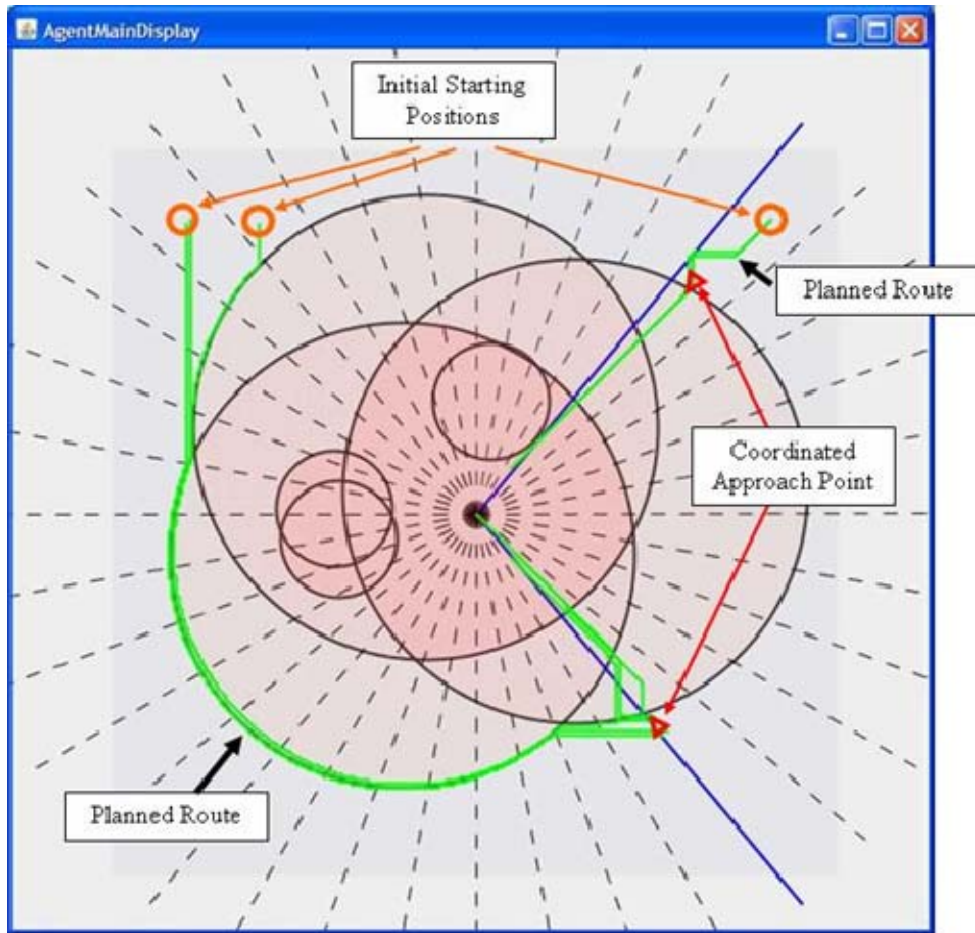 AgentMainDisplay
Initial Starting
Positions
Planned Route
Coordinated
Approach Point
Planned Route